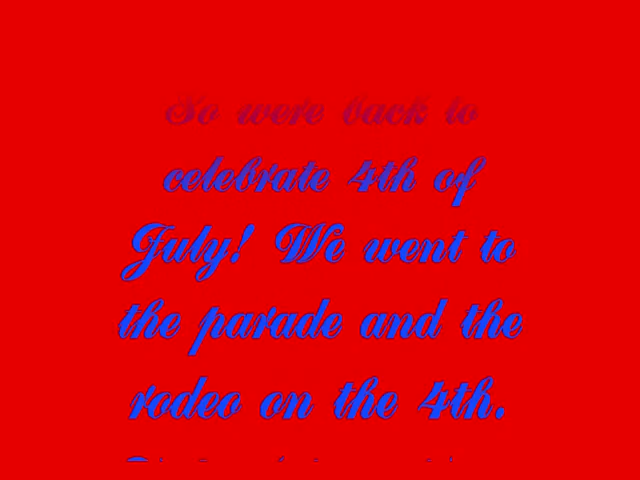 So were back to
celebrate 4th of
July! We went to
the parade and the
rodeo on the 4th.